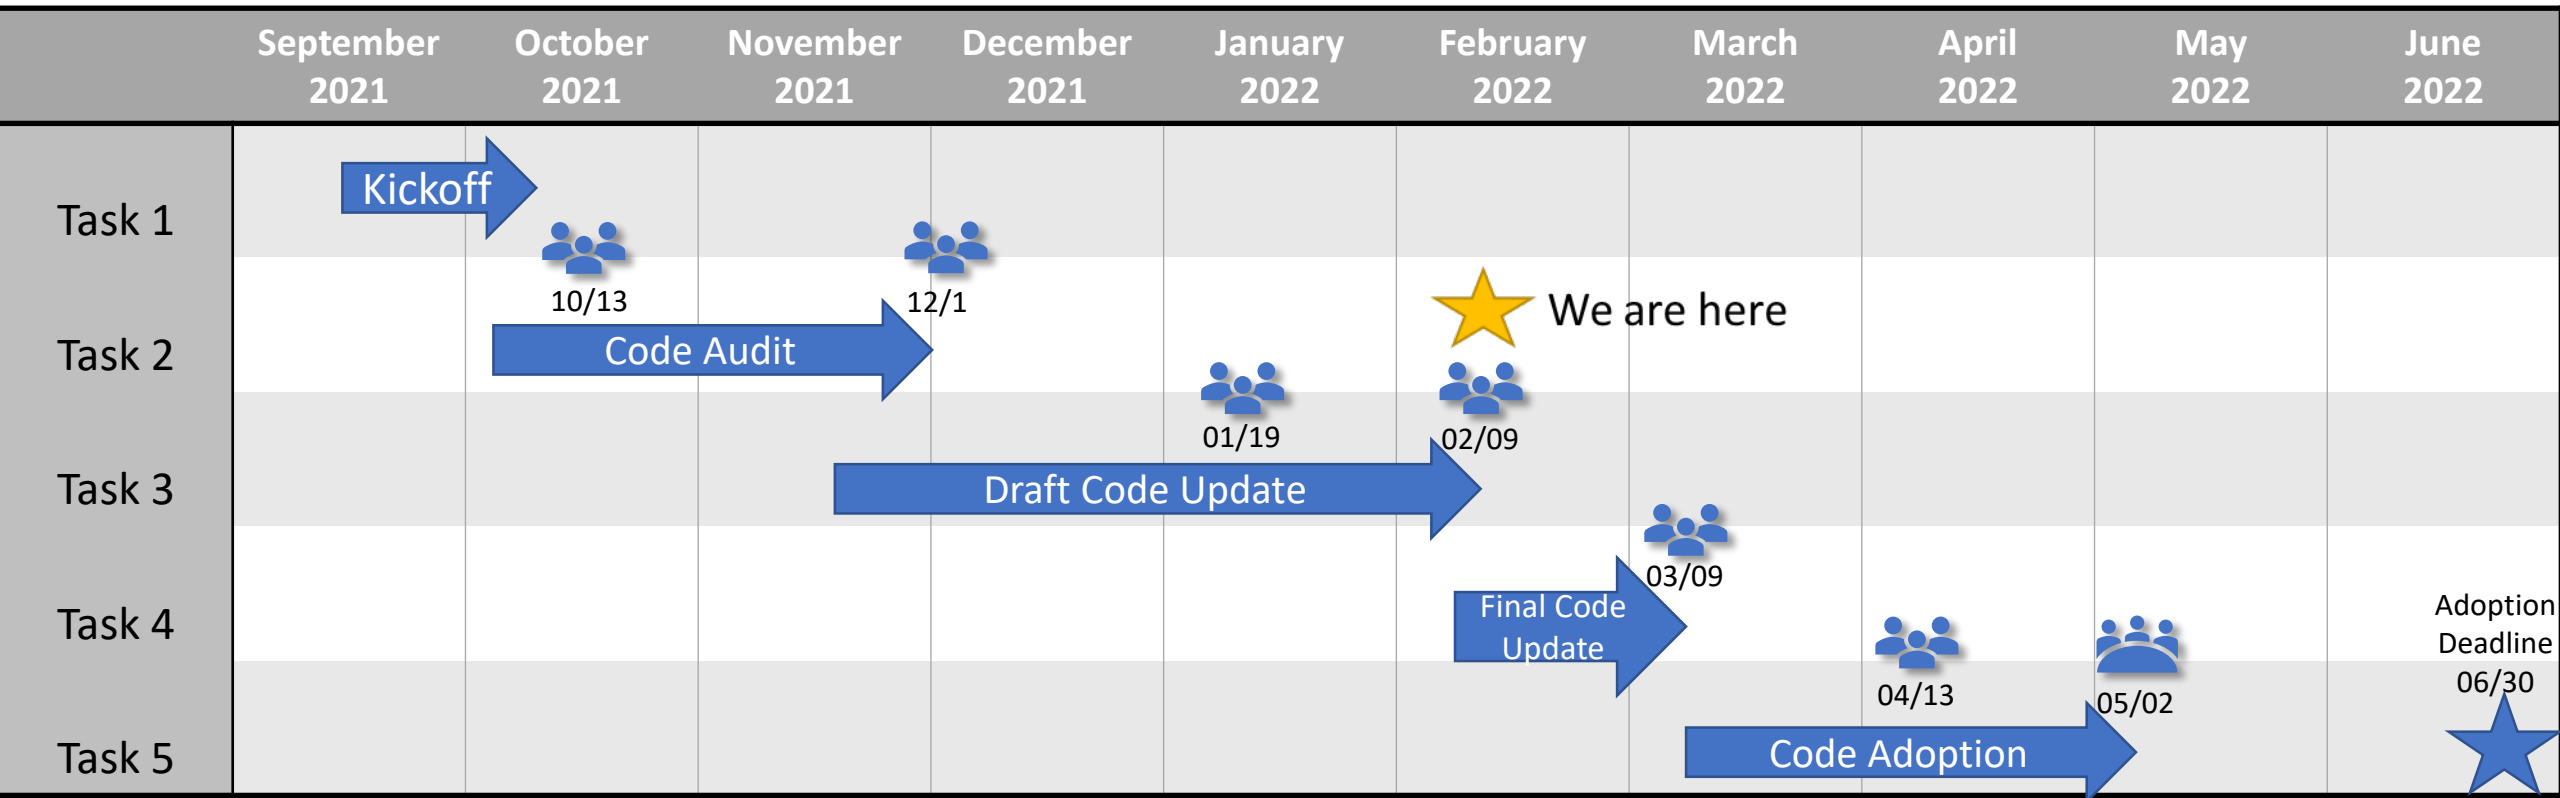 September October November December January February March April May June
2021 2021 2021 2021 2022 2022 2022 2022 2022 2022
Task 1
Kickoff
10/13
12/1
We are here
Task 2
Code Audit
01/19
02/09
Task 3
Draft Code Update
03/09
Task 4
Final Code
Update
04/13
05/02
Adoption
Deadline
06/30
Task 5
Code Adoption